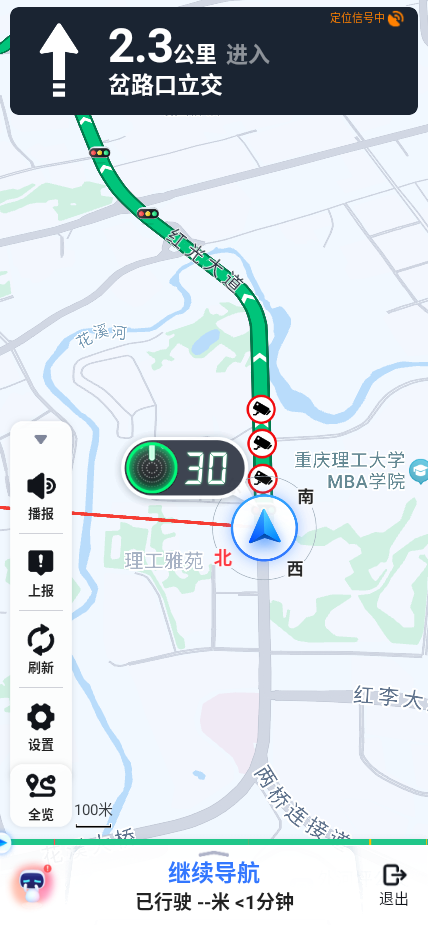 定位信号中
2.3公里 进入
岔路口立交
红光大道
花溪河
30
重庆理工大学
MBA学院
南
北
西
理工雅苑
播报
上报
刷新
设置
全览
红李大
两桥连接道
100米
桥
继续导航
已行驶 --米 <1分钟
退出